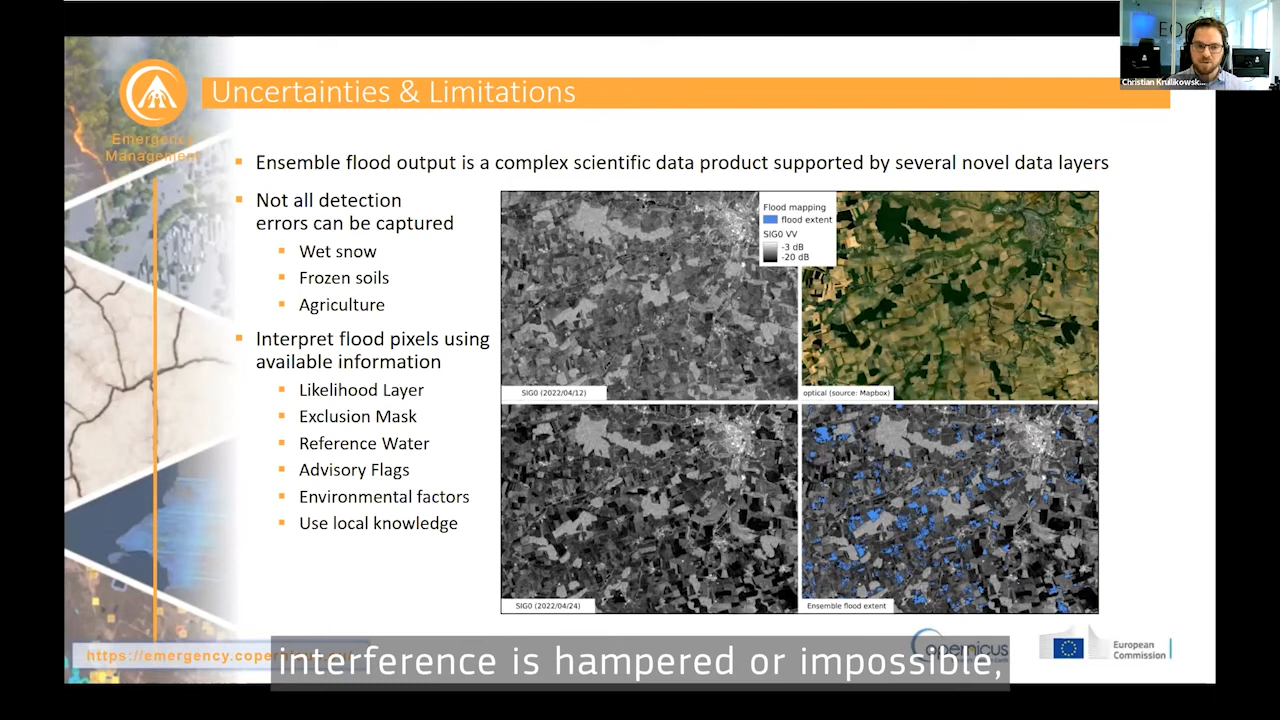 EO
Christian Krullikowsk...
Uncertainties & Limitations
Emergency
Management
Ensemble flood output is a complex scientific data product supported by several novel data layers
Not all detection
errors can be captured
Wet snow
Frozen soils
Agriculture
Interpret flood pixels using
available information
Likelihood Layer
Exclusion Mask
Reference Water
Advisory Flags
Environmental factors
Use local knowledge
Flood mapping
flood extent
SIG0 VV
-3 dB
-20 dB
SIG0 (2022/04/12)
optical (source: Mapbox)
SIG0 (2022/04/24)
Ensemble flood extent
https://emergency.coper
opernicus
European
Commission
interference is hampered or impossible,